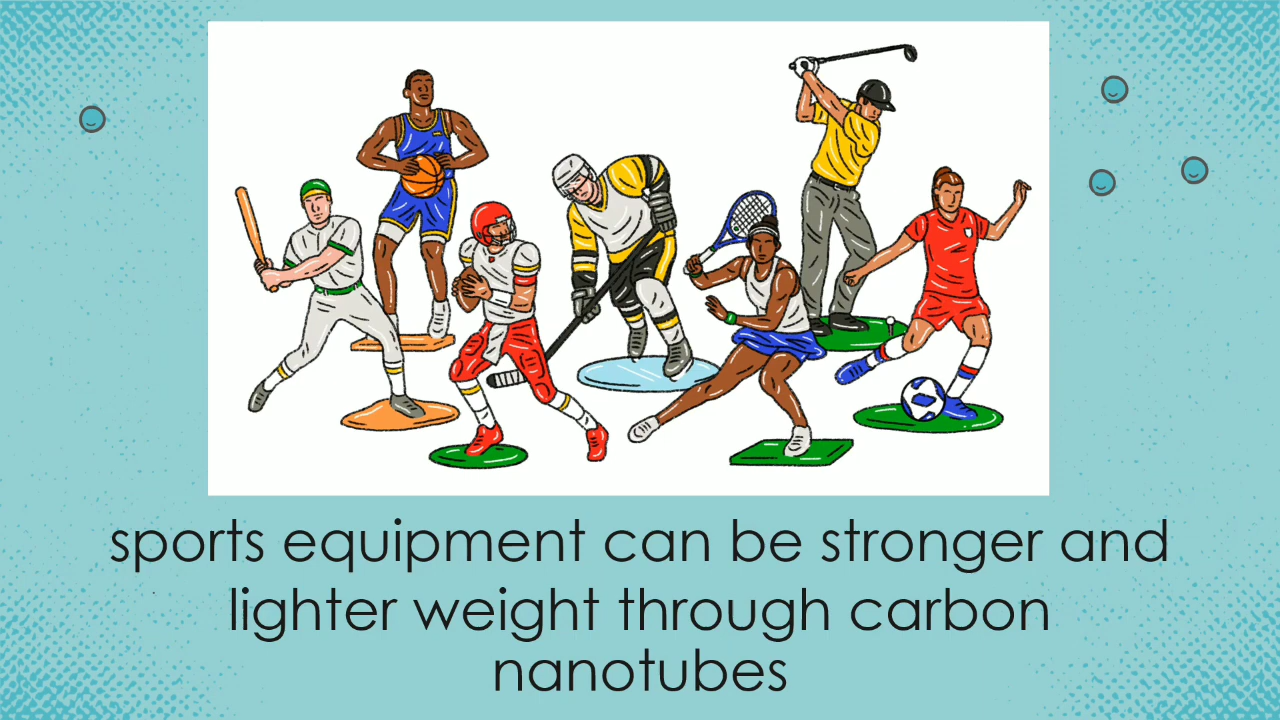 sports equipment can be stronger and
lighter weight through carbon
nanotubes